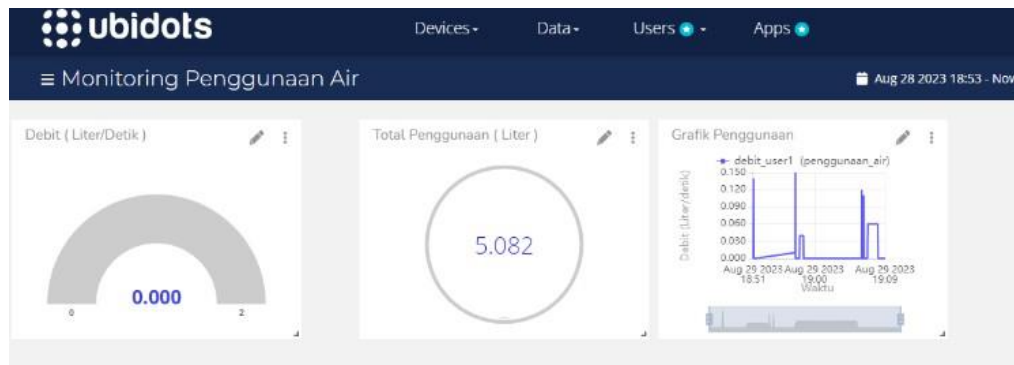 ubidots
Devices
Data
Users
Apps
Monitoring Penggunaan Air
Aug 28 2023 18:53 - Now
Debit ( Liter/Detik )
0.000
0
2
Total Penggunaan ( Liter )
5.082
Grafik Penggunaan
debit_user1 (penggunaan_air)
Debit (Liter/detik)
0.150
0.120
0.090
0.060
0.030
0.000
Aug 29 2023 Aug 29 2023 Aug 29 2023
18:51 19:00 19:09
Waktu